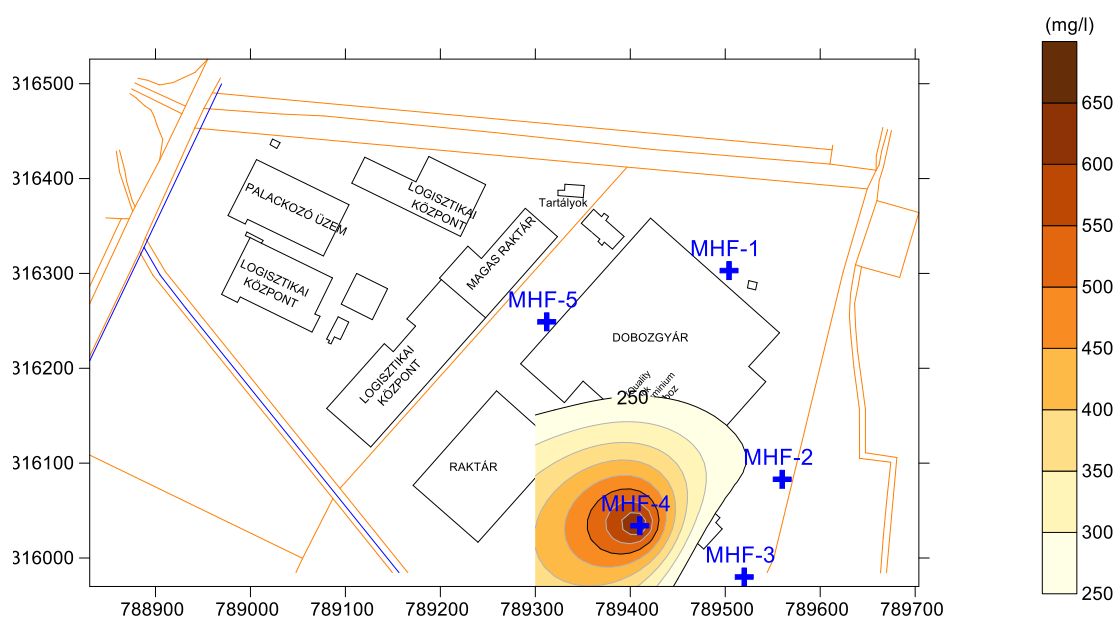 (mg/l)
650
600
550
500
450
400
350
300
250
316500
316400
316300
316200
316100
316000
788900
789000
789100
789200
789300
789400
789500
789600
789700
PALACKOZÓ ÜZEM
LOGISZTIKAI
KÖZPONT
Tartályok
MAGAS RAKTÁR
LOGISZTIKAI
KÖZPONT
MHF-1
MHF-5
DOBOZGYÁR
LOGISZTIKAI
KÖZPONT
Quality
250
RAKTÁR
MHF-2
MHF-4
MHF-3